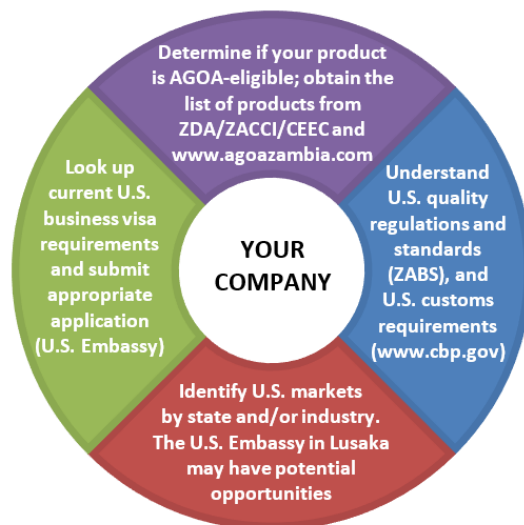 Determine if your product
is AGOA-eligible; obtain the
list of products from
ZDA/ZACCI/CEEC and
www.agoazambia.com
Understand
U.S. quality
regulations and
standards
(ZABS), and
U.S. customs
requirements
(www.cbp.gov)
Identify U.S. markets
by state and/or industry.
The U.S. Embassy in Lusaka
may have potential
opportunities
Look up
current U.S.
business visa
requirements
and submit
appropriate
application
(U.S. Embassy)
YOUR
COMPANY